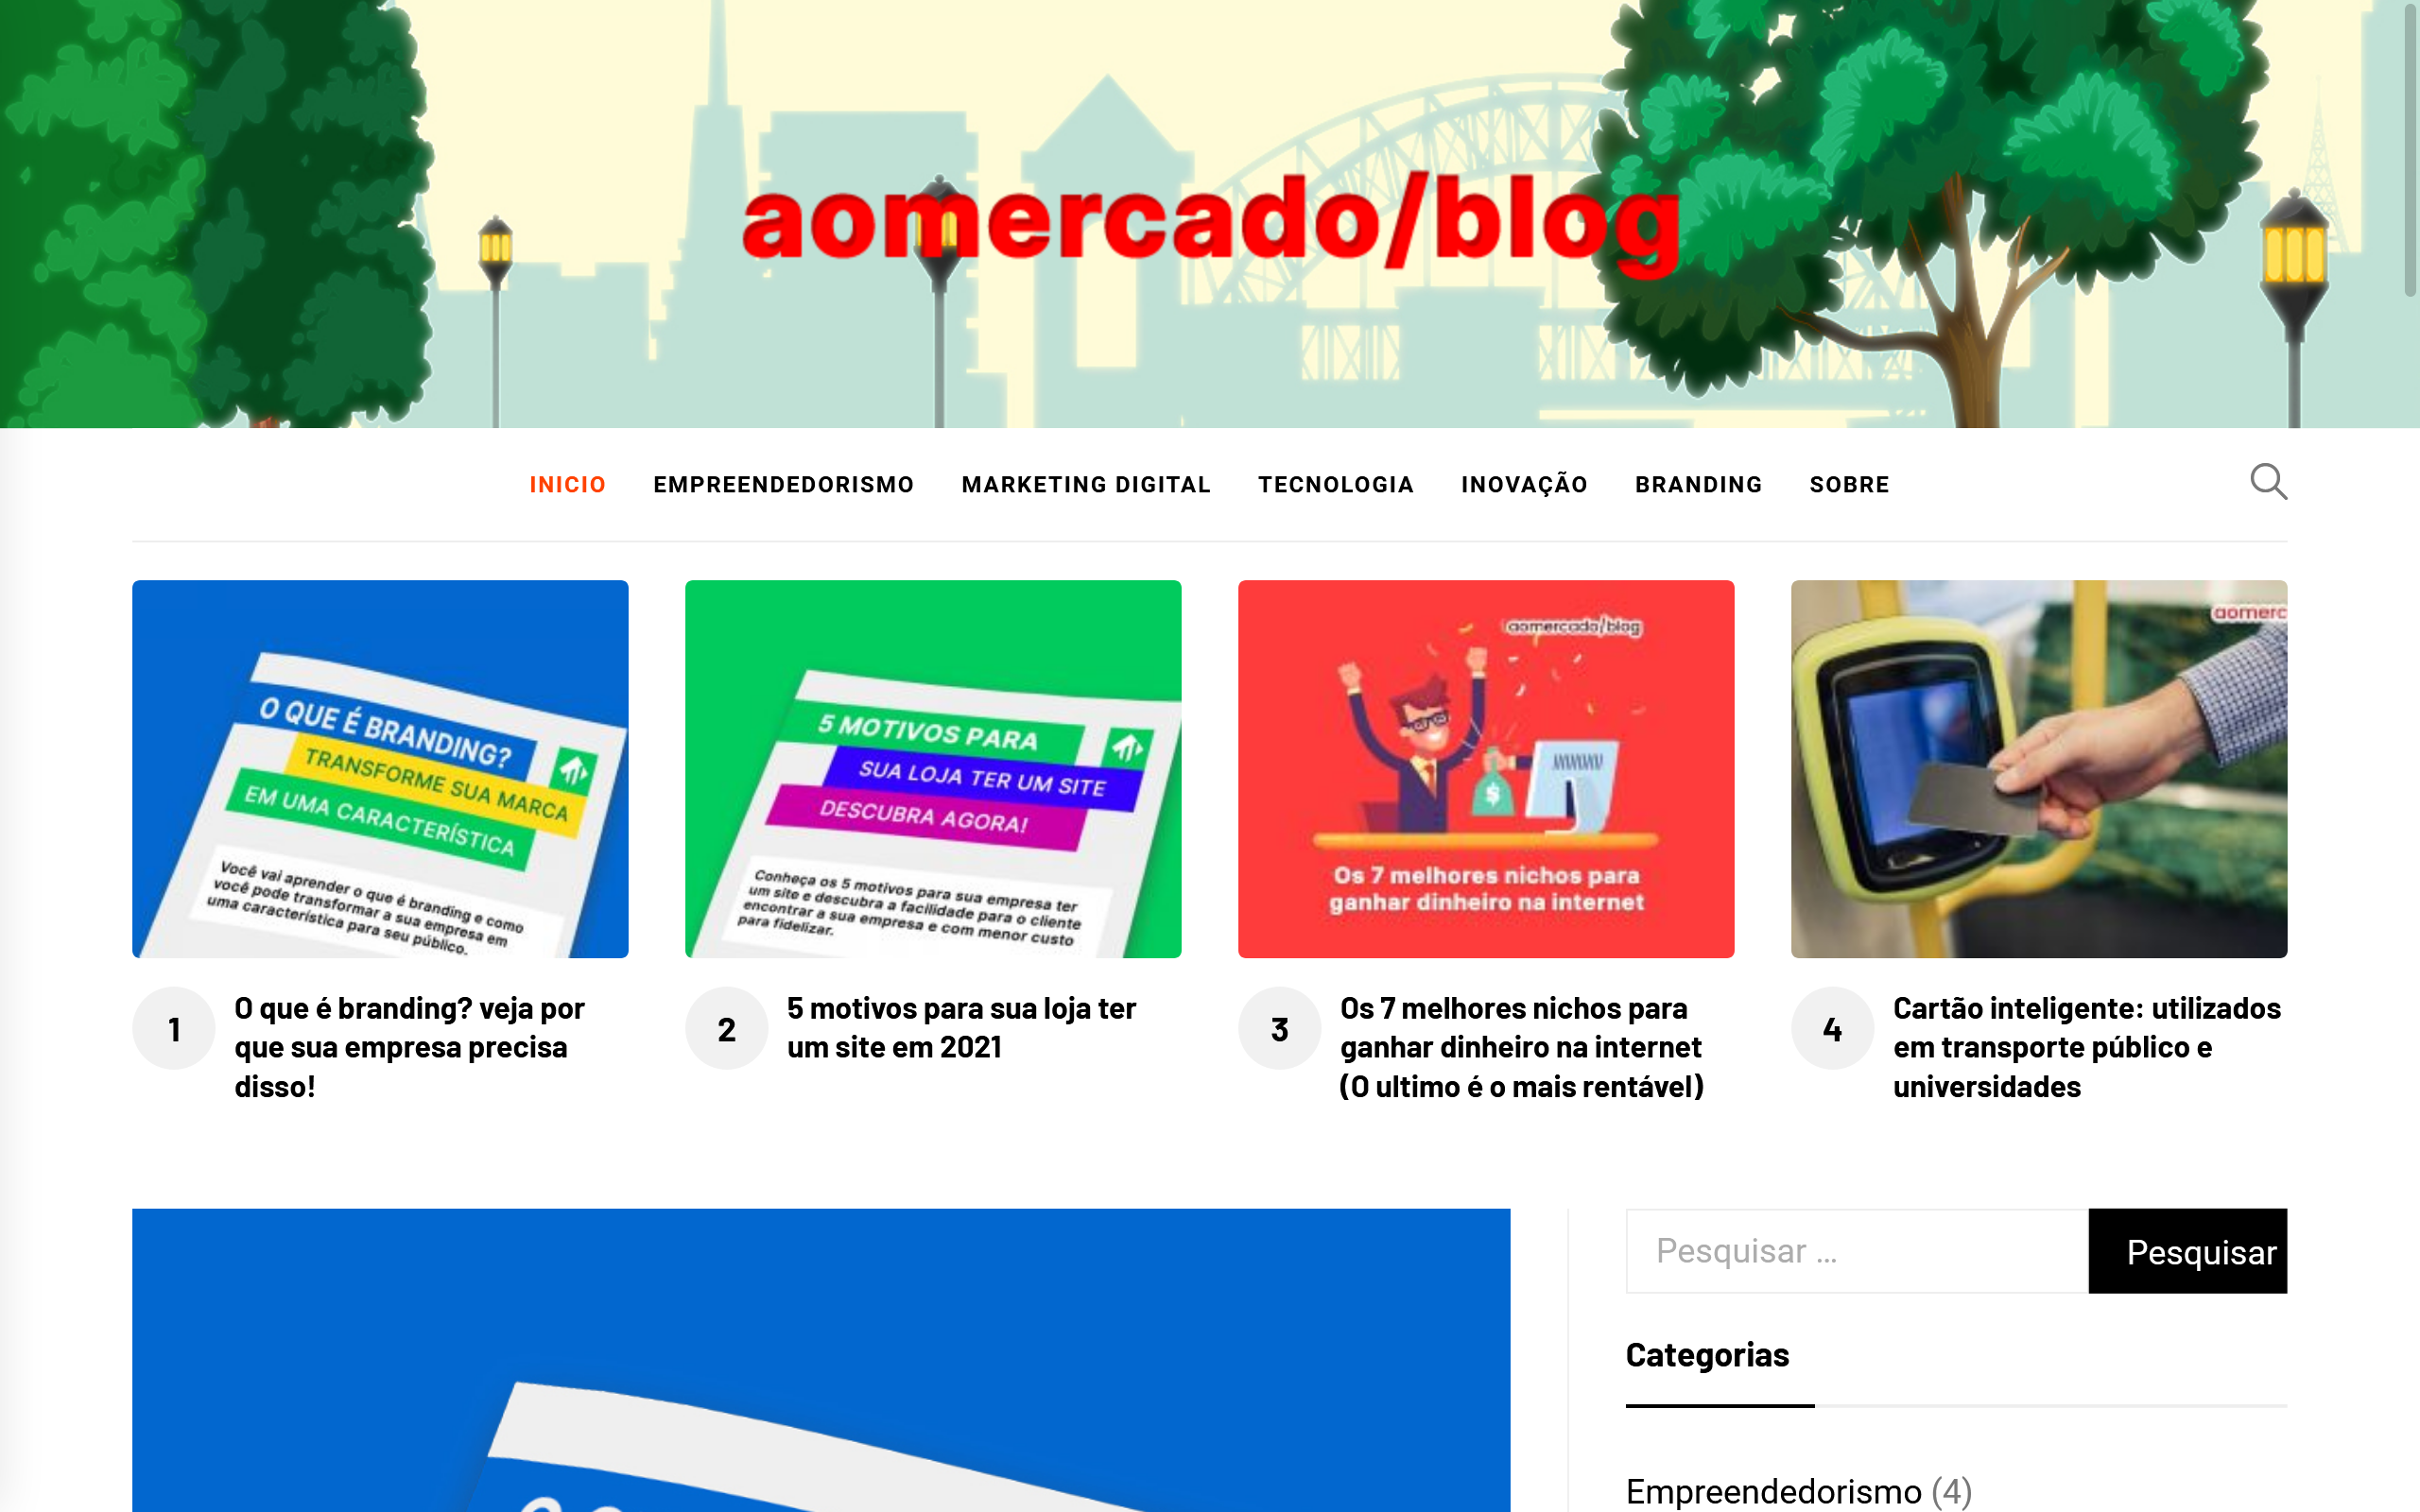 aomercado/blog
INICIO EMPREENDEDORISMO MARKETING DIGITAL TECNOLOGIA INOVAÇÃO BRANDING SOBRE
O QUE É BRANDING?
TRANSFORME SUA MARCA
EM UMA CARACTERÍSTICA
Você vai aprender o que é branding e como
você pode transformar a sua empresa em
uma característica para seu público.
5 MOTIVOS PARA
SUA LOJA TER UM SITE
DESCUBRA AGORA!
Conheça os 5 motivos para sua empresa ter
um site e descubra a facilidade para o cliente
encontrar a sua empresa e com menor custo
para fidelizar.
aomercado/blog
$
Os 7 melhores nichos para
ganhar dinheiro na internet
aomerc
1
O que é branding? veja por
que sua empresa precisa
disso!
2
5 motivos para sua loja ter
um site em 2021
3
Os 7 melhores nichos para
ganhar dinheiro na internet
(O ultimo é o mais rentável)
4
Cartão inteligente: utilizados
em transporte público e
universidades
Pesquisar ...
Pesquisar
Categorias
Empreendedorismo (4)